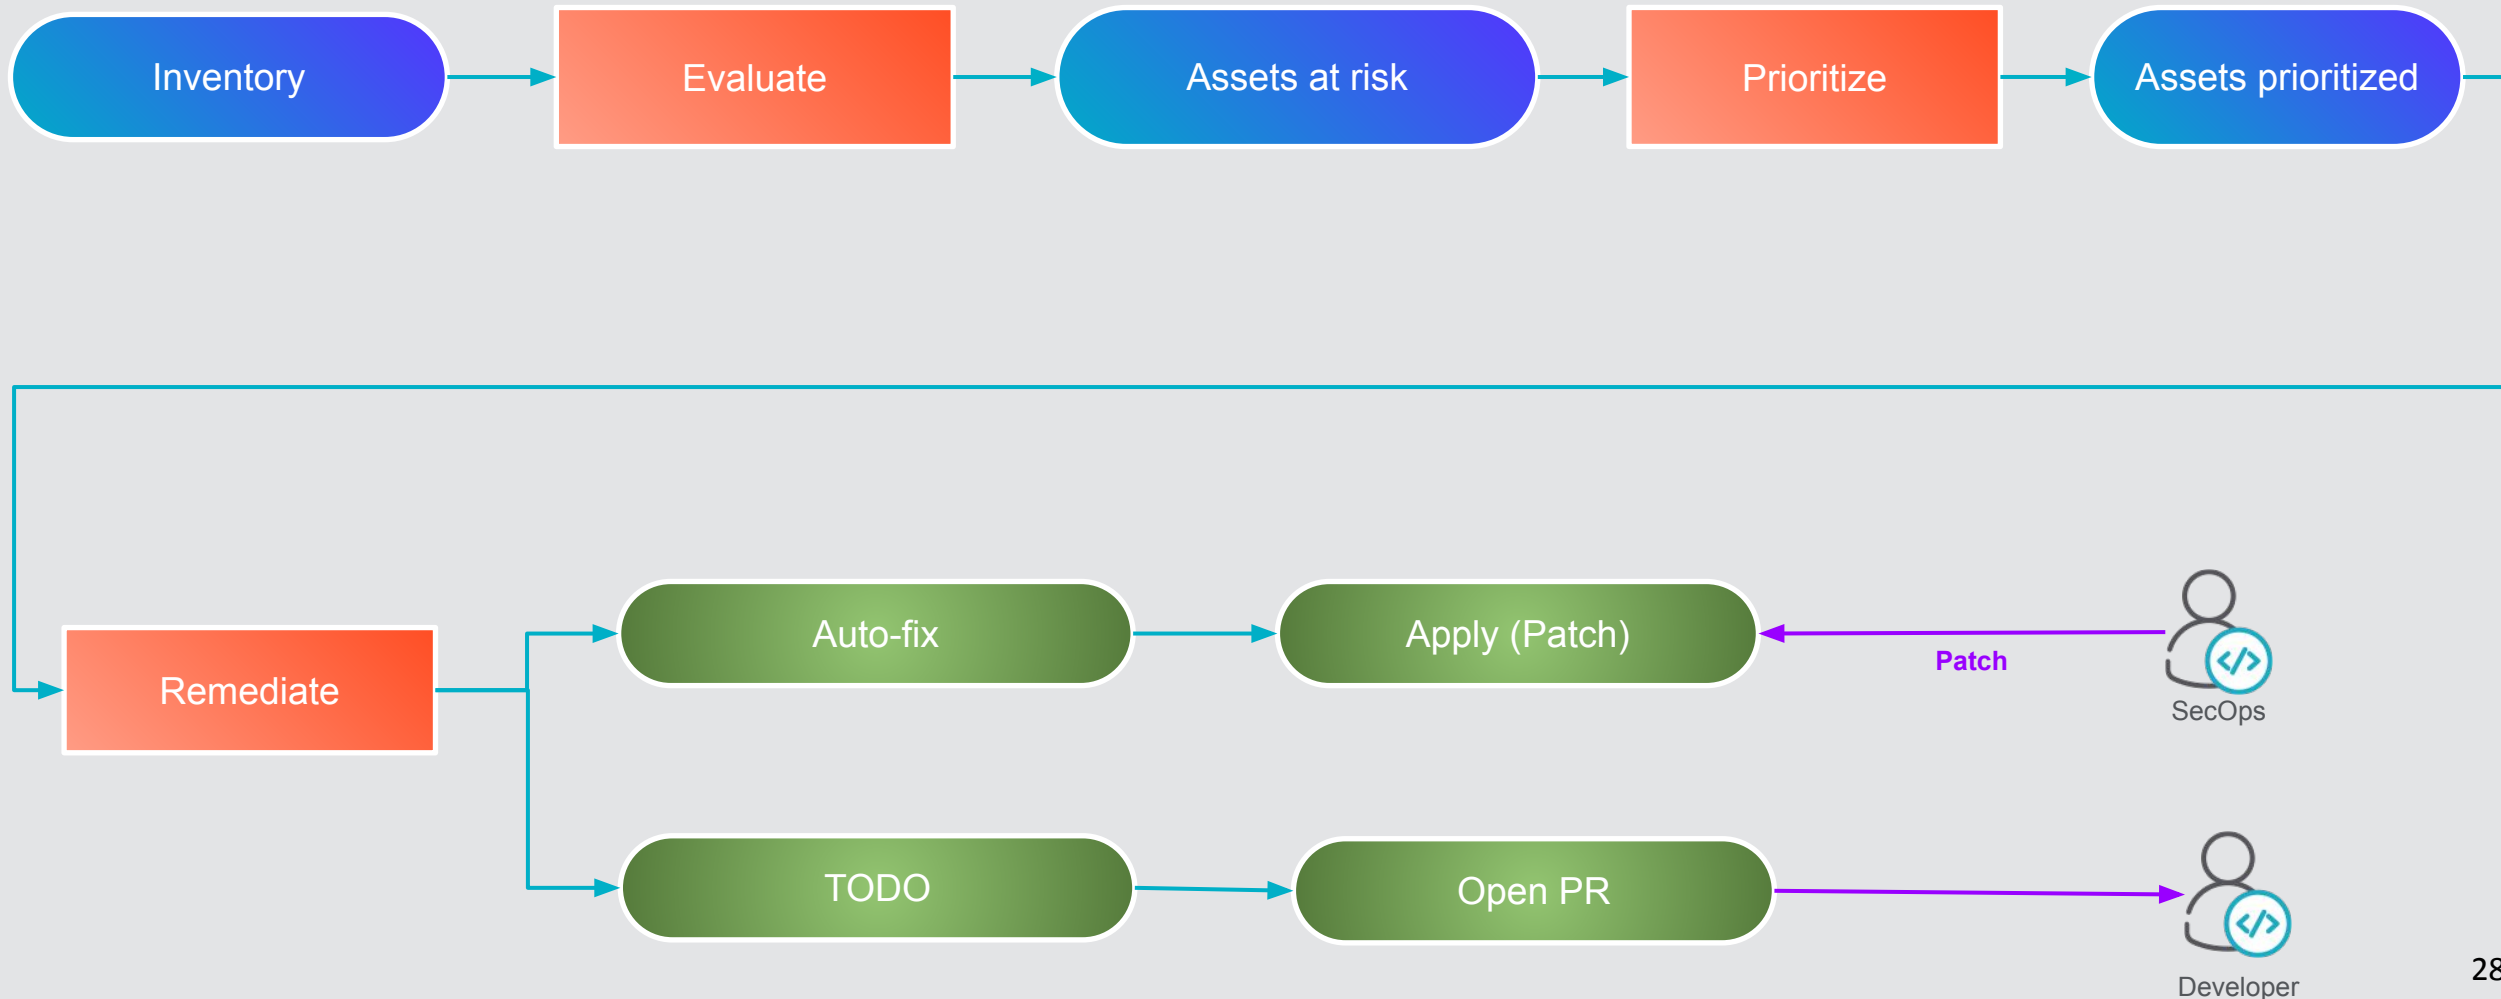 Inventory
Evaluate
Assets at risk
Prioritize
Assets prioritized
Remediate
Auto-fix
Apply (Patch)
Patch
SecOps
TODO
Open PR
Developer
28